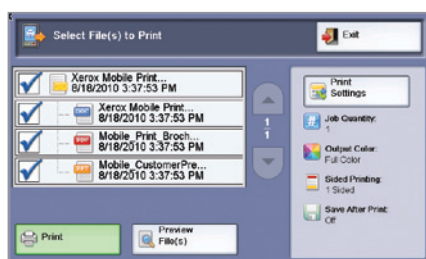 Select File(s) to Print
Exit
Xerox Mobile Print...
8/18/2010 3:37:53 PM
Xerox Mobile Print...
8/18/2010 3:37:53 PM
Mobile_Print_Broch...
8/18/2010 3:37:53 PM
Mobile_CustomerPre...
8/18/2010 3:37:53 PM
1
1
Print
Settings
Job Quantity:
1
Output Color:
Full Color
Sided Printing:
1 Sided
Save After Print:
Off
Print
Preview
File(s)